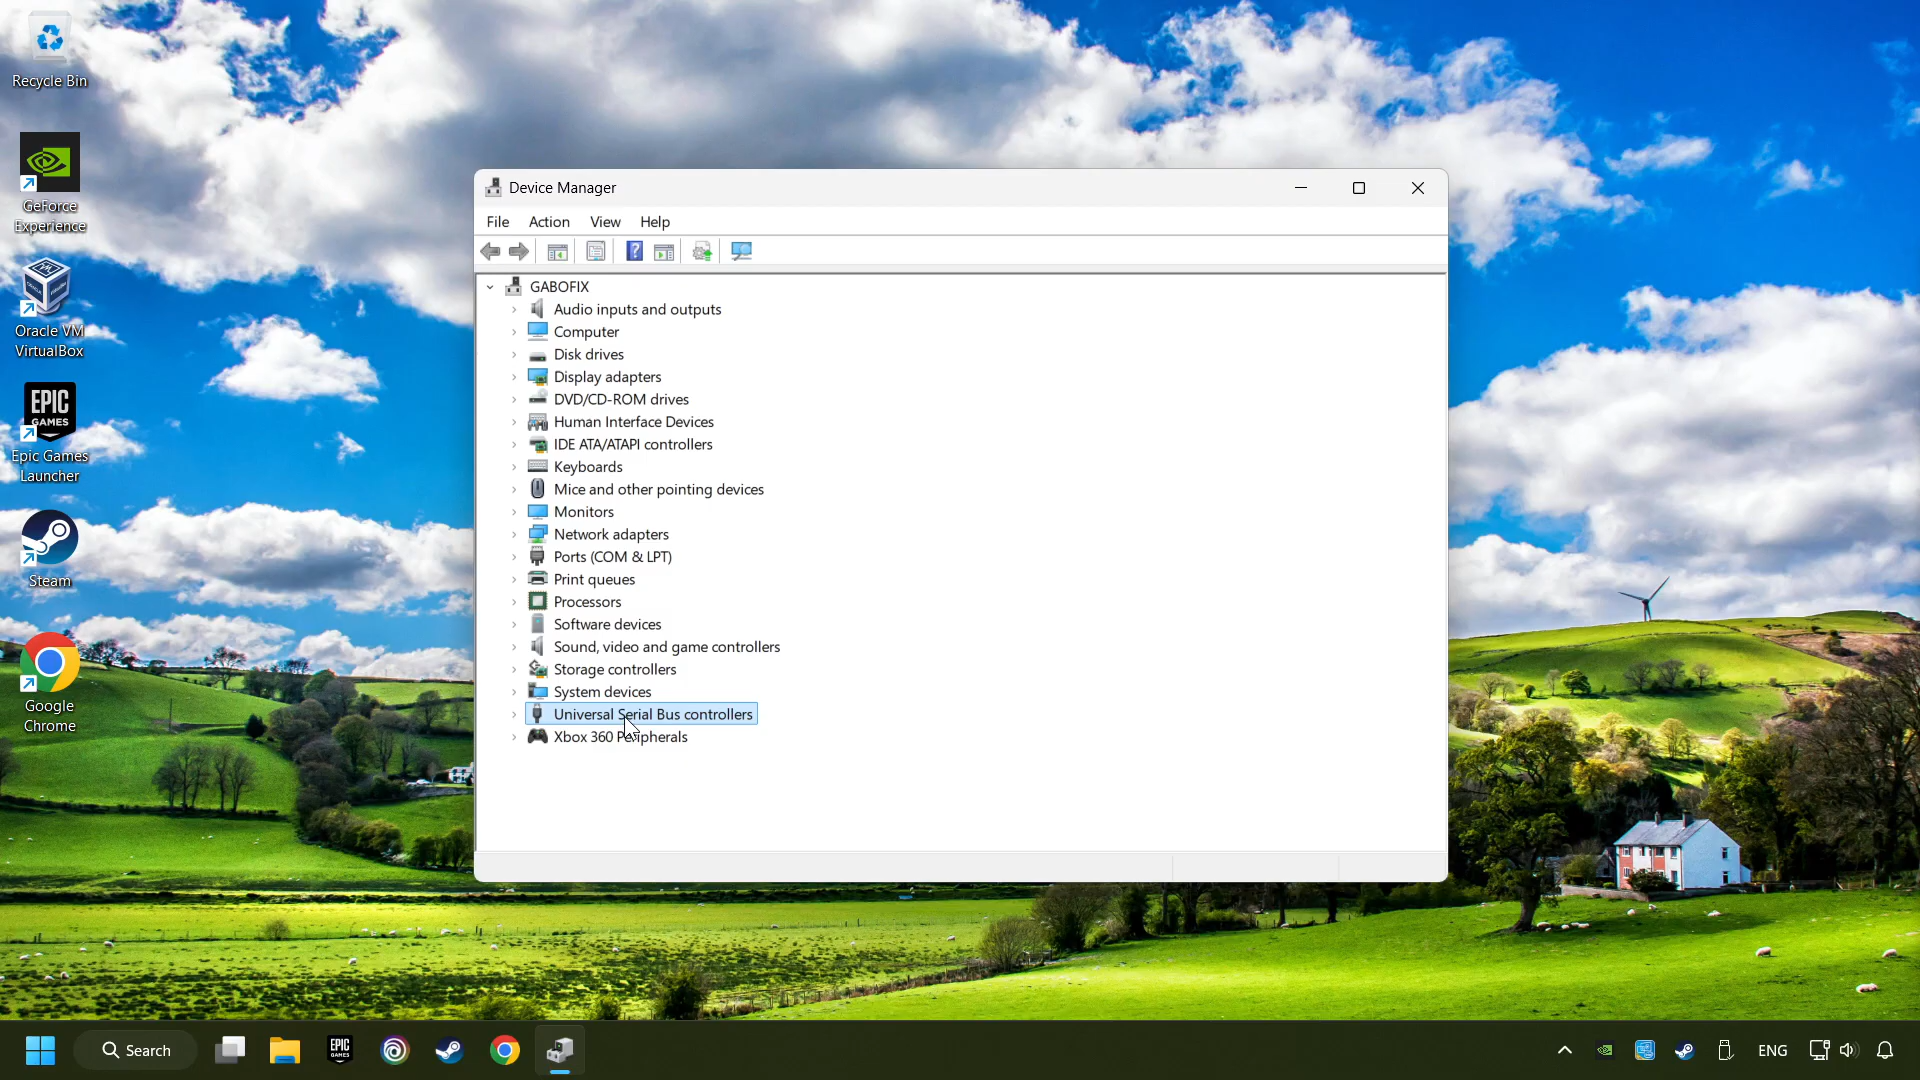 Recycle Bin
GeForce
Experience
Oracle VM
VirtualBox
EPIC
GAMES
Epic Games
Launcher
Steam
Google
Chrome
Device Manager
File Action View Help
GABOFIX
Audio inputs and outputs
Computer
Disk drives
Display adapters
DVD/CD-ROM drives
Human Interface Devices
IDE ATA/ATAPI controllers
Keyboards
Mice and other pointing devices
Monitors
Network adapters
Ports (COM & LPT)
Print queues
Processors
Software devices
Sound, video and game controllers
Storage controllers
System devices
Universal Serial Bus controllers
Xbox 360 Peripherals
Search
EPIC
GAMES
ENG